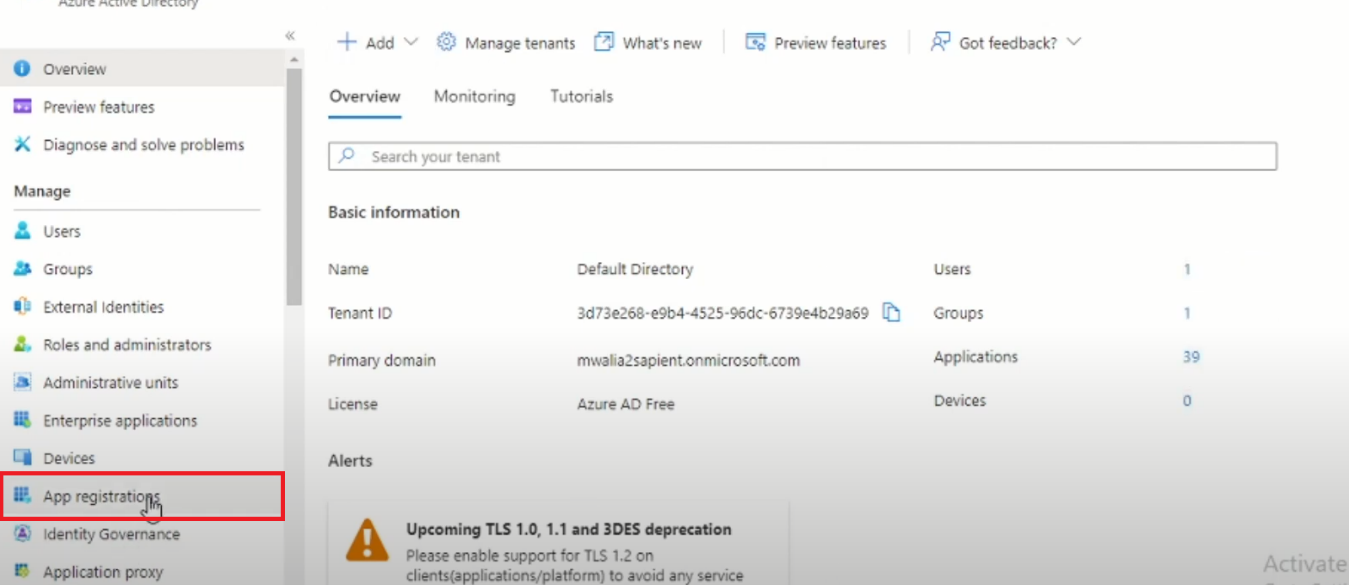 Azure Active Directory
«
Overview
Preview features
Diagnose and solve problems
Manage
Users
Groups
External Identities
Roles and administrators
Administrative units
Enterprise applications
Devices
App registrations
Identity Governance
Application proxy
Add Manage tenants What's new Preview features Got feedback?
Overview Monitoring Tutorials
Search your tenant
Basic information
Name Default Directory Users 1
Tenant ID 3d73e268-e9b4-4525-96dc-6739e4b29a69 Groups 1
Primary domain mwalia2sapient.onmicrosoft.com Applications 39
License Azure AD Free Devices 0
Alerts
Upcoming TLS 1.0, 1.1 and 3DES deprecation
Please enable support for TLS 1.2 on
clients(applications/platform) to avoid any service
Activate